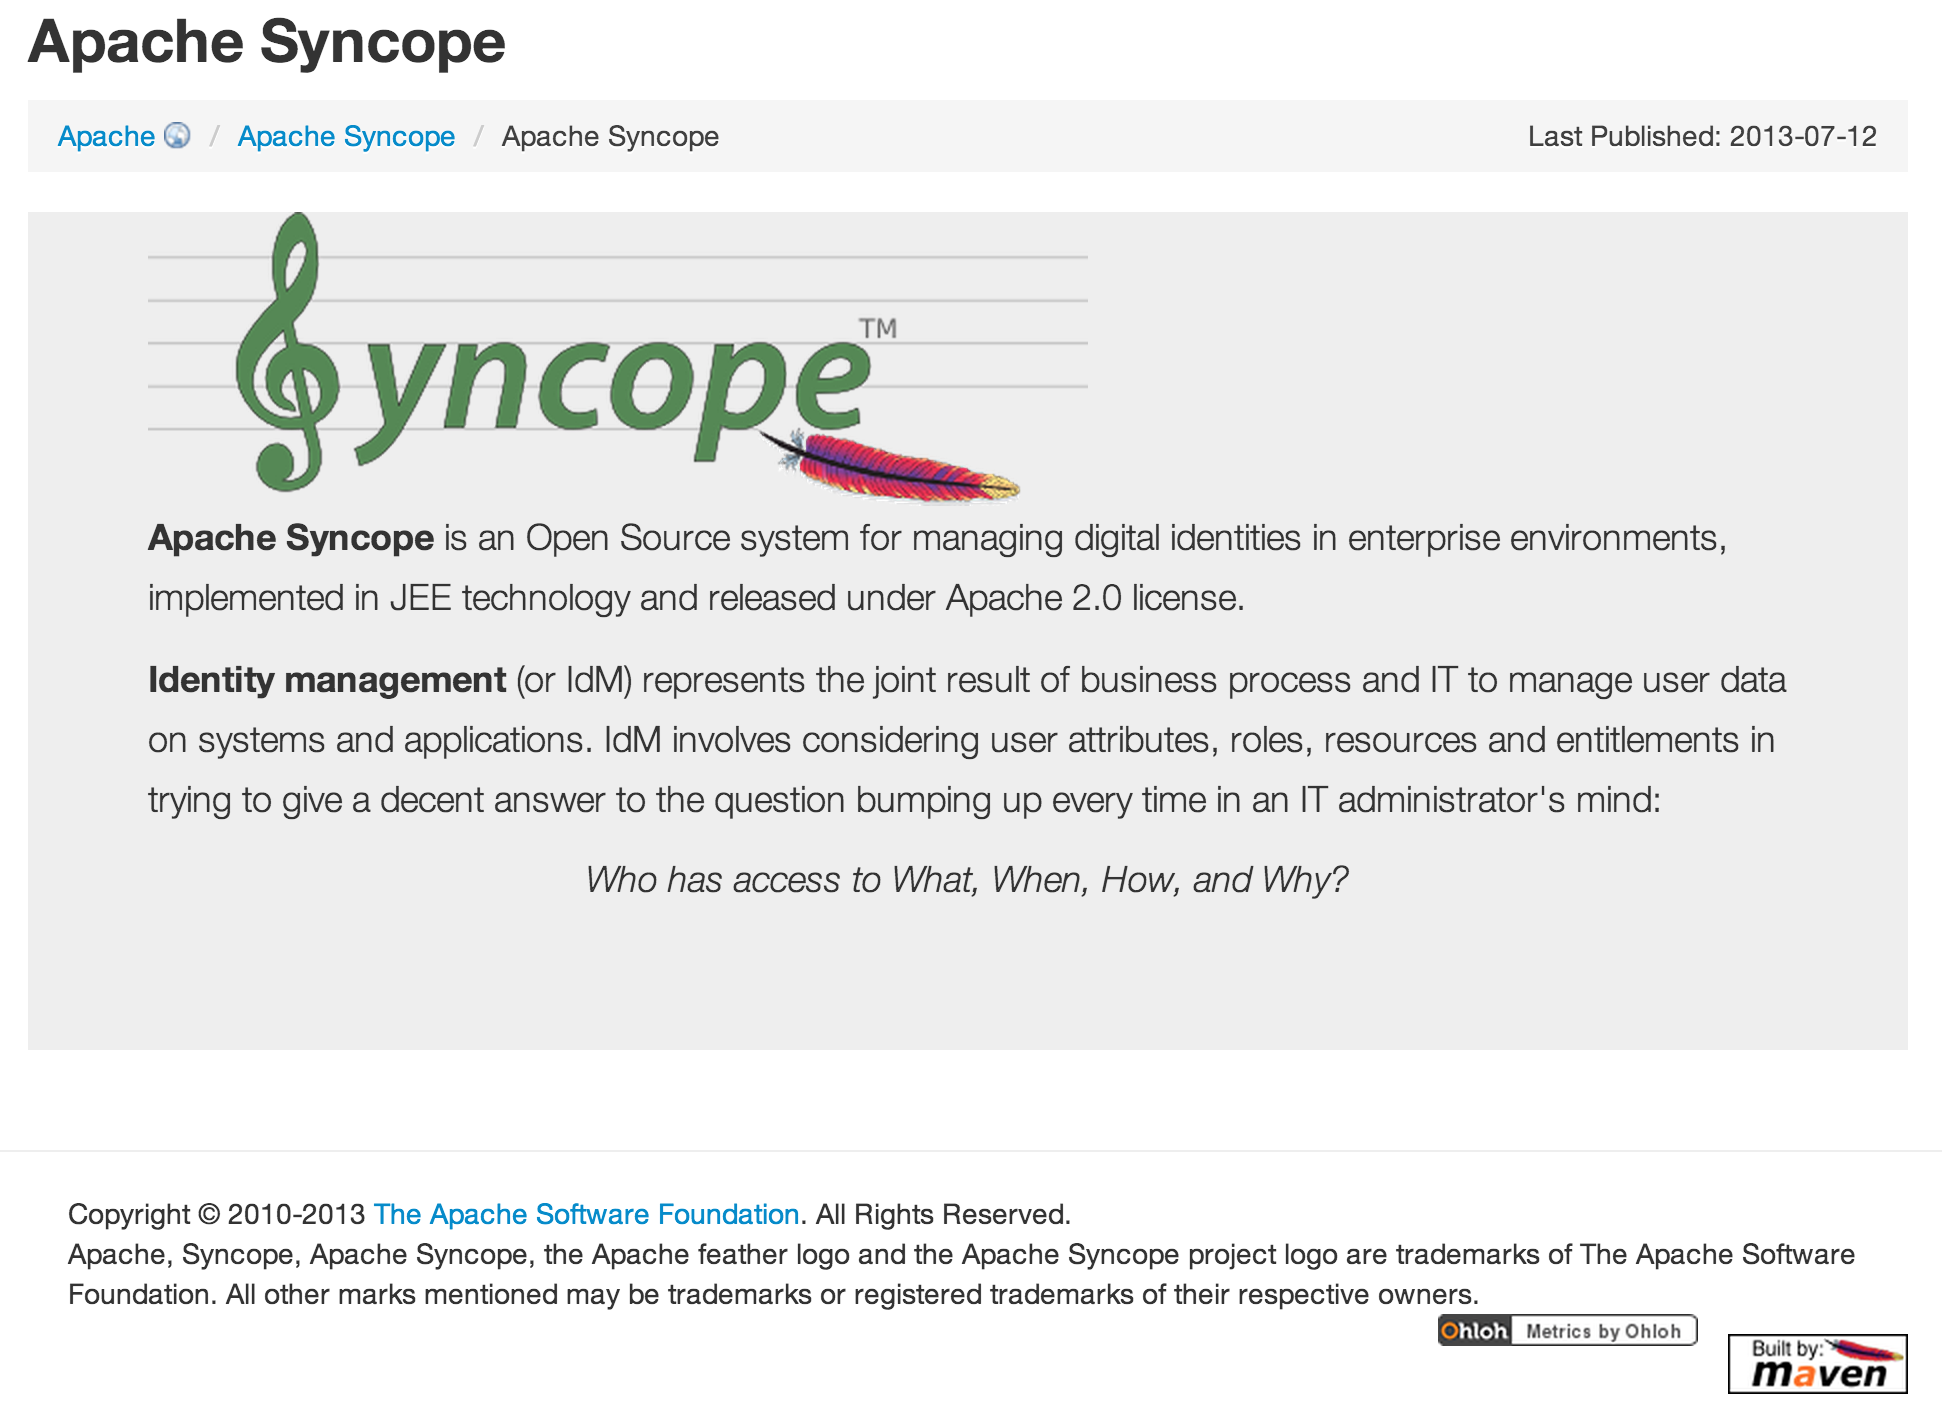 Apache Syncope
Apache / Apache Syncope / Apache Syncope Last Published: 2013-07-12
Syncope™
Apache Syncope is an Open Source system for managing digital identities in enterprise environments,
implemented in JEE technology and released under Apache 2.0 license.
Identity management (or IdM) represents the joint result of business process and IT to manage user data
on systems and applications. IdM involves considering user attributes, roles, resources and entitlements in
trying to give a decent answer to the question bumping up every time in an IT administrator's mind:
Who has access to What, When, How, and Why?
Copyright © 2010-2013 The Apache Software Foundation. All Rights Reserved.
Apache, Syncope, Apache Syncope, the Apache feather logo and the Apache Syncope project logo are trademarks of The Apache Software
Foundation. All other marks mentioned may be trademarks or registered trademarks of their respective owners.
Ohloh Metrics by Ohloh
Built by:
maven